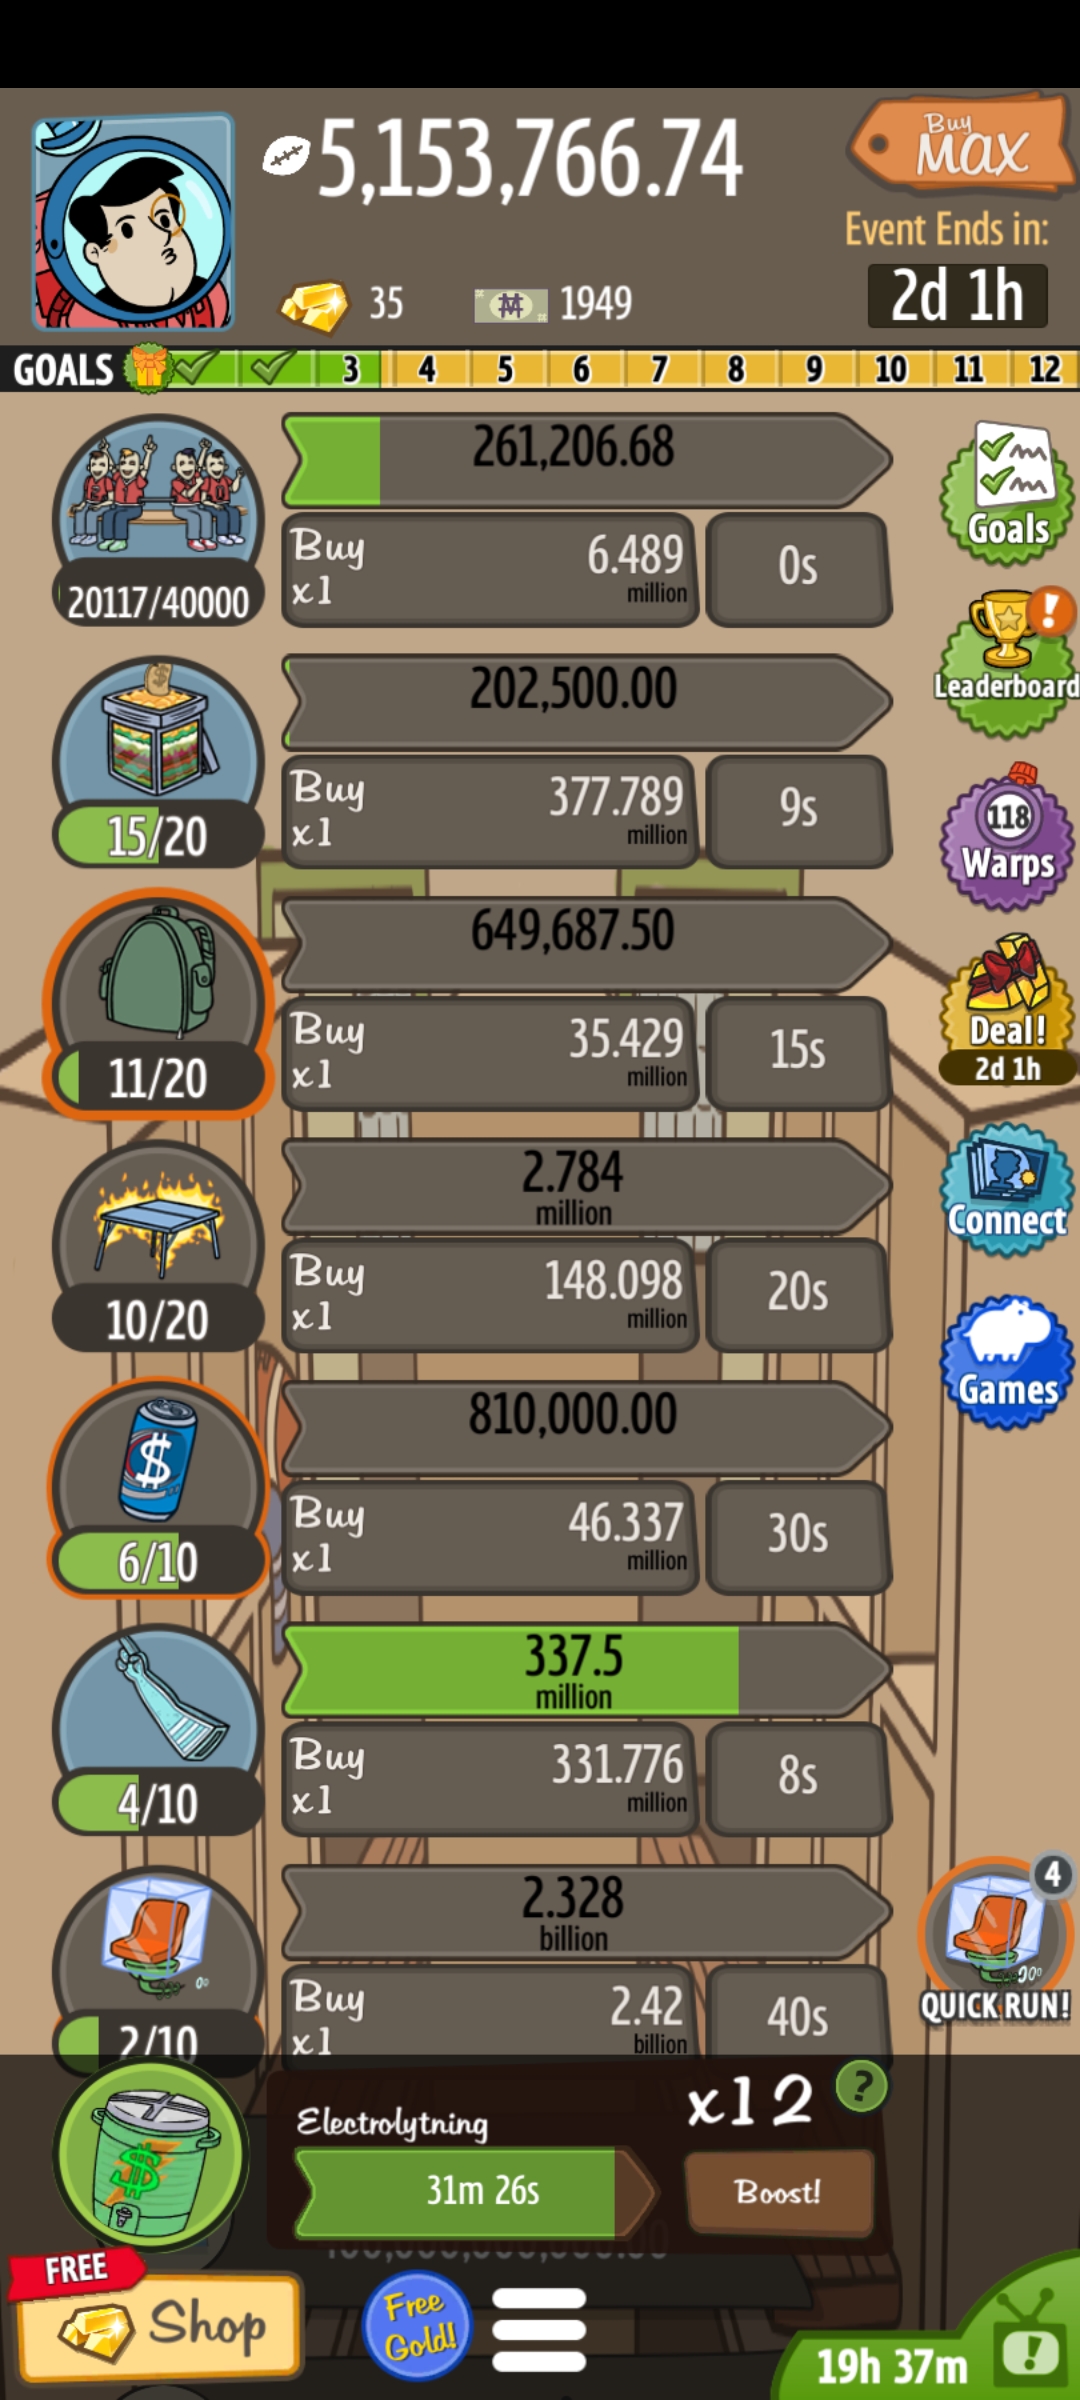 5,153,766.74
Buy
MAX
Event Ends in:
2d 1h
35
1949
GOALS 3 4 5 6 7 8 9 10 11 12
261,206.68
20117/40000
Buy
x1
6.489
million
0s
Goals
202,500.00
15/20
Buy
x1
377.789
million
9s
Leaderboard
649,687.50
11/20
Buy
x1
35.429
million
15s
118
Warps
Deal!
2d 1h
2.784
million
10/20
Buy
x1
148.098
million
20s
Connect
810,000.00
6/10
Buy
x1
46.337
million
30s
Games
337.5
million
4/10
Buy
x1
331.776
million
8s
2.328
billion
2/10
Buy
x1
2.42
billion
40s
4
QUICK RUN!
Electrolytning
x12
?
31m 26s
Boost!
FREE
Shop
Free
Gold!
19h 37m